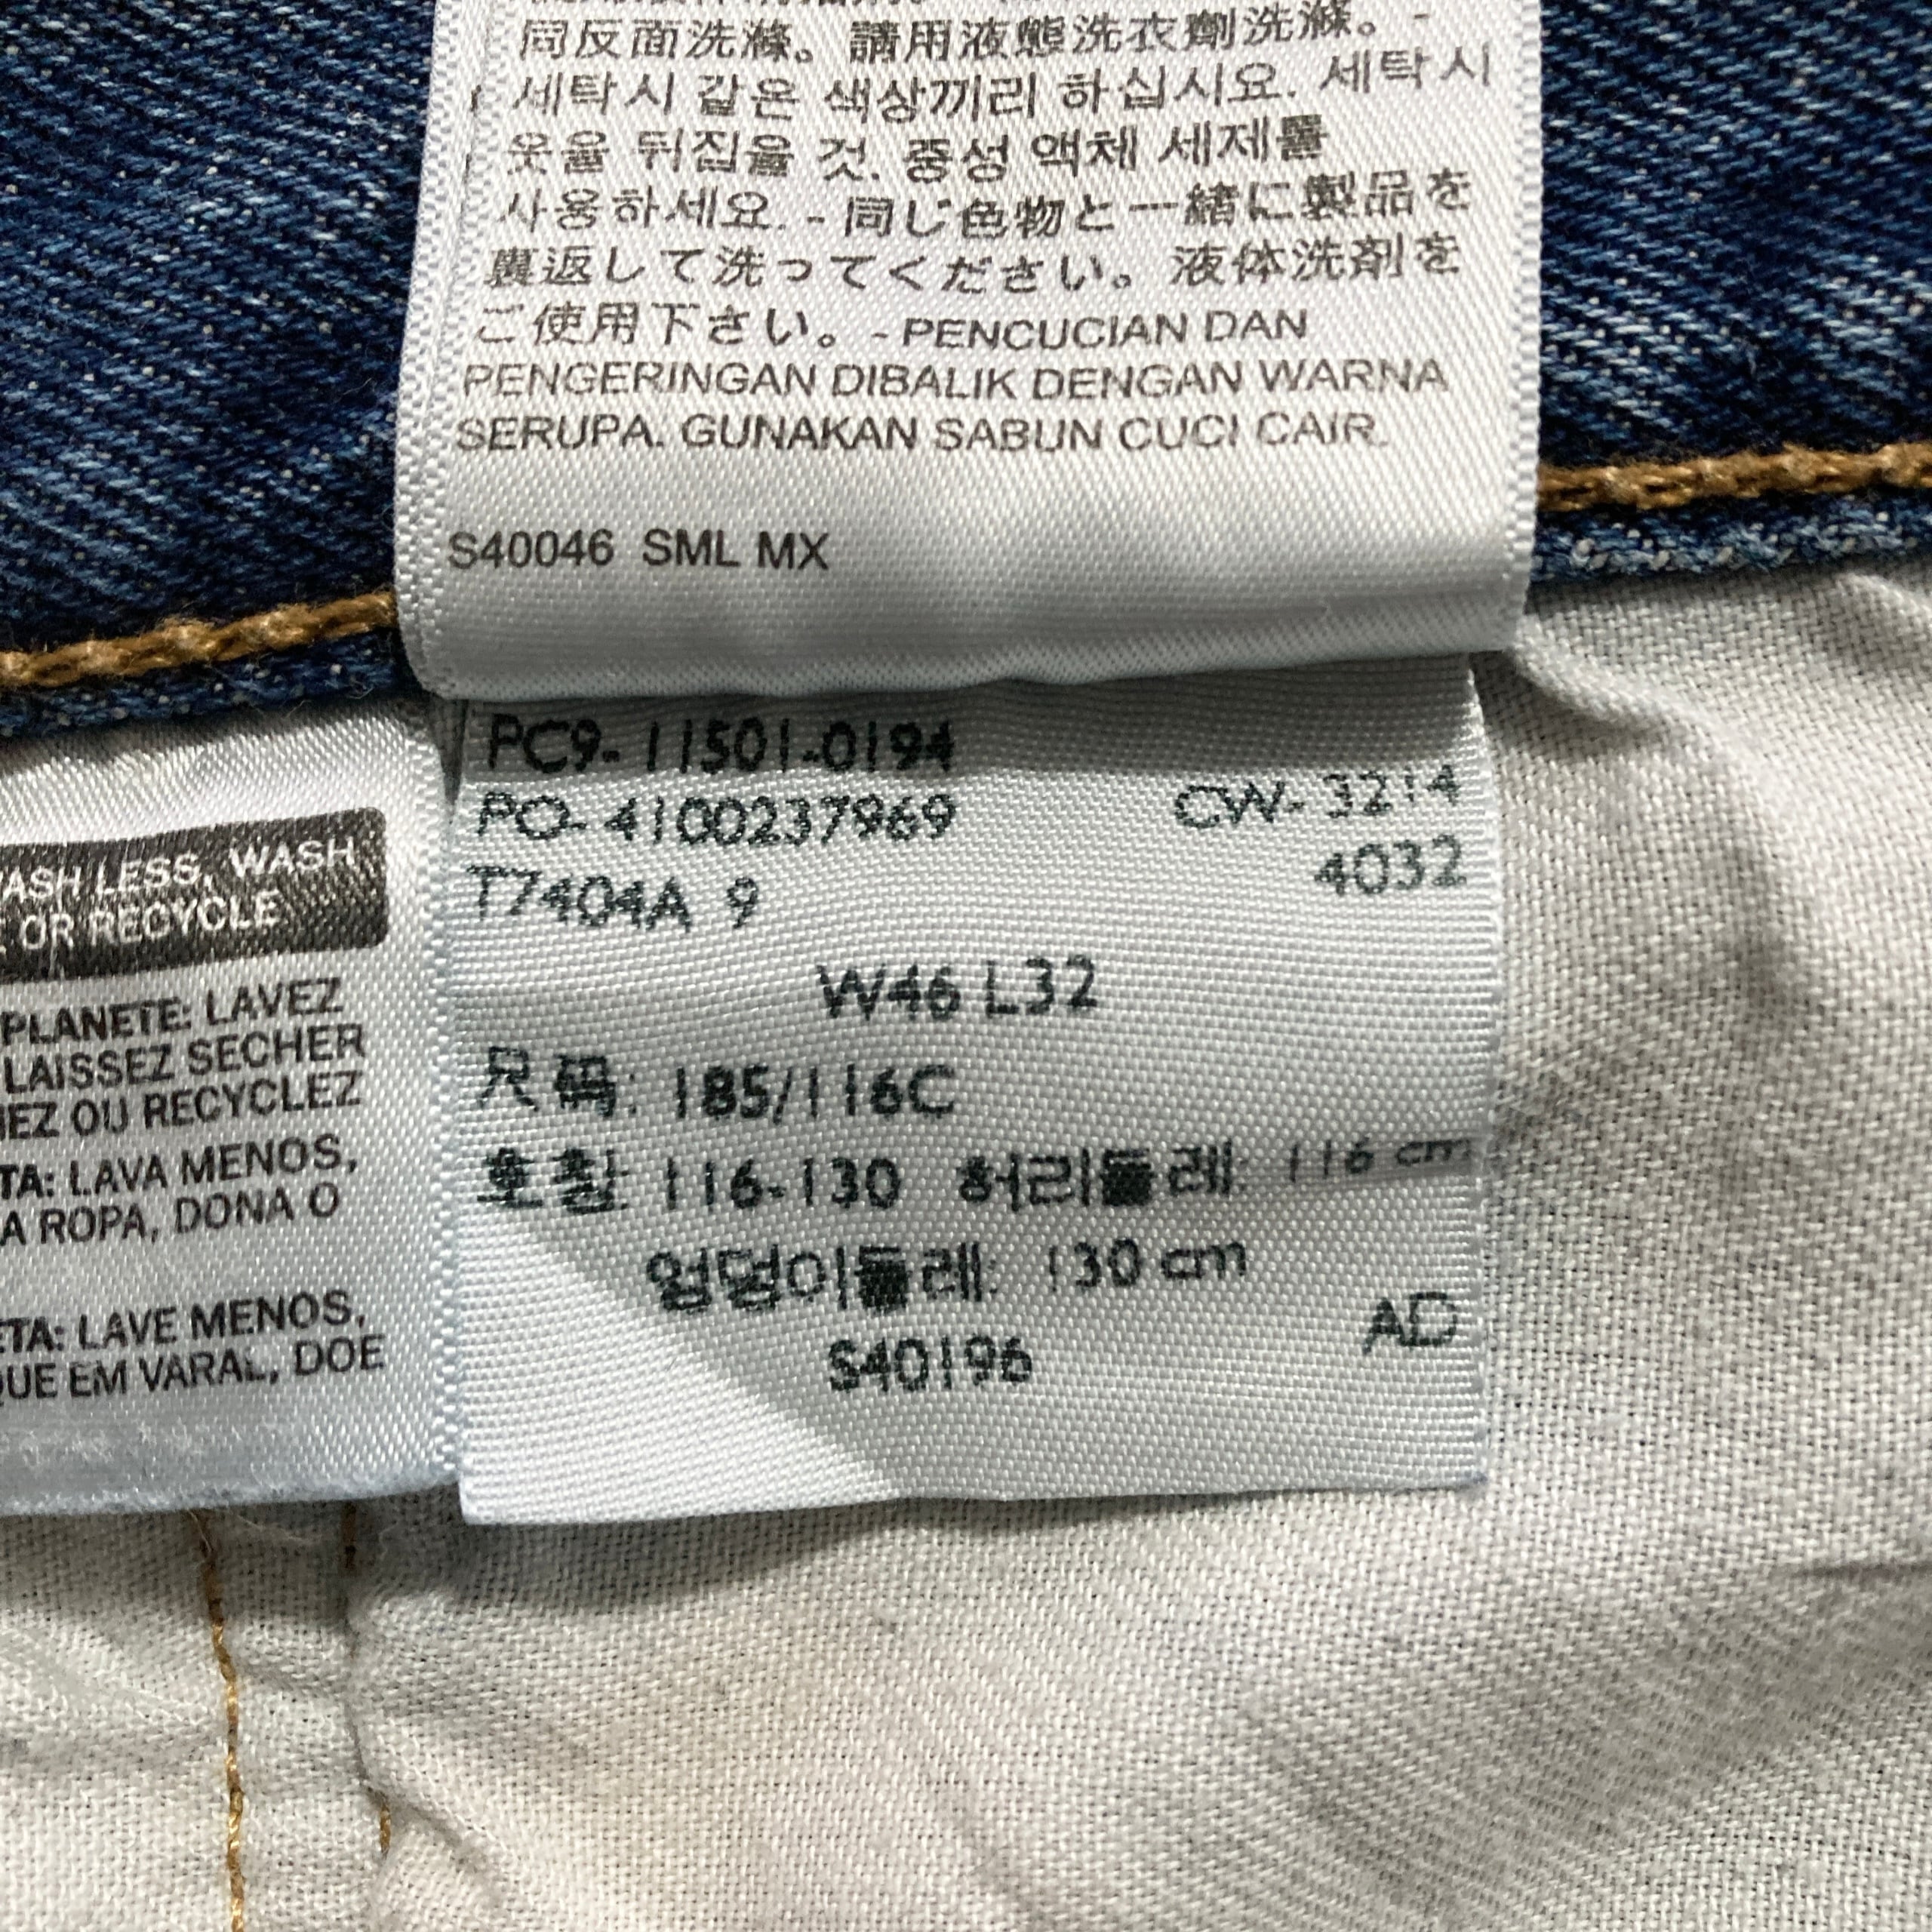 同反面洗滌。請用液態洗衣劑洗滌。-
세탁시 같은 색상끼리 하십시요. 세탁시
옷을 뒤집을 것. 중성 액체 세제를
사용하세요. - 同じ色物と一緒に製品を
裏返して洗ってください。液体洗剤を
ご使用下さい。- PENCUCIAN DAN
PENGERINGAN DIBALIK DENGAN WARNA
SERUPA. GUNAKAN SABUN CUCI CAIR.
S40046 SML MX
PC9-11501-0194
PO-4100237969 CW-3214
T7404A 9 4032
W46 L32
尺码: 185/116C
호칭: 116-130 허리둘레: 116 cm
엉덩이둘레: 130 cm
AD
S40196
WASH LESS, WASH
OR RECYCLE
PLANETE: LAVEZ
LAISSEZ SECHER
OU RECYCLEZ
LAVA MENOS,
ROPA, DONA O
LAVE MENOS,
EM VARAL, DOE